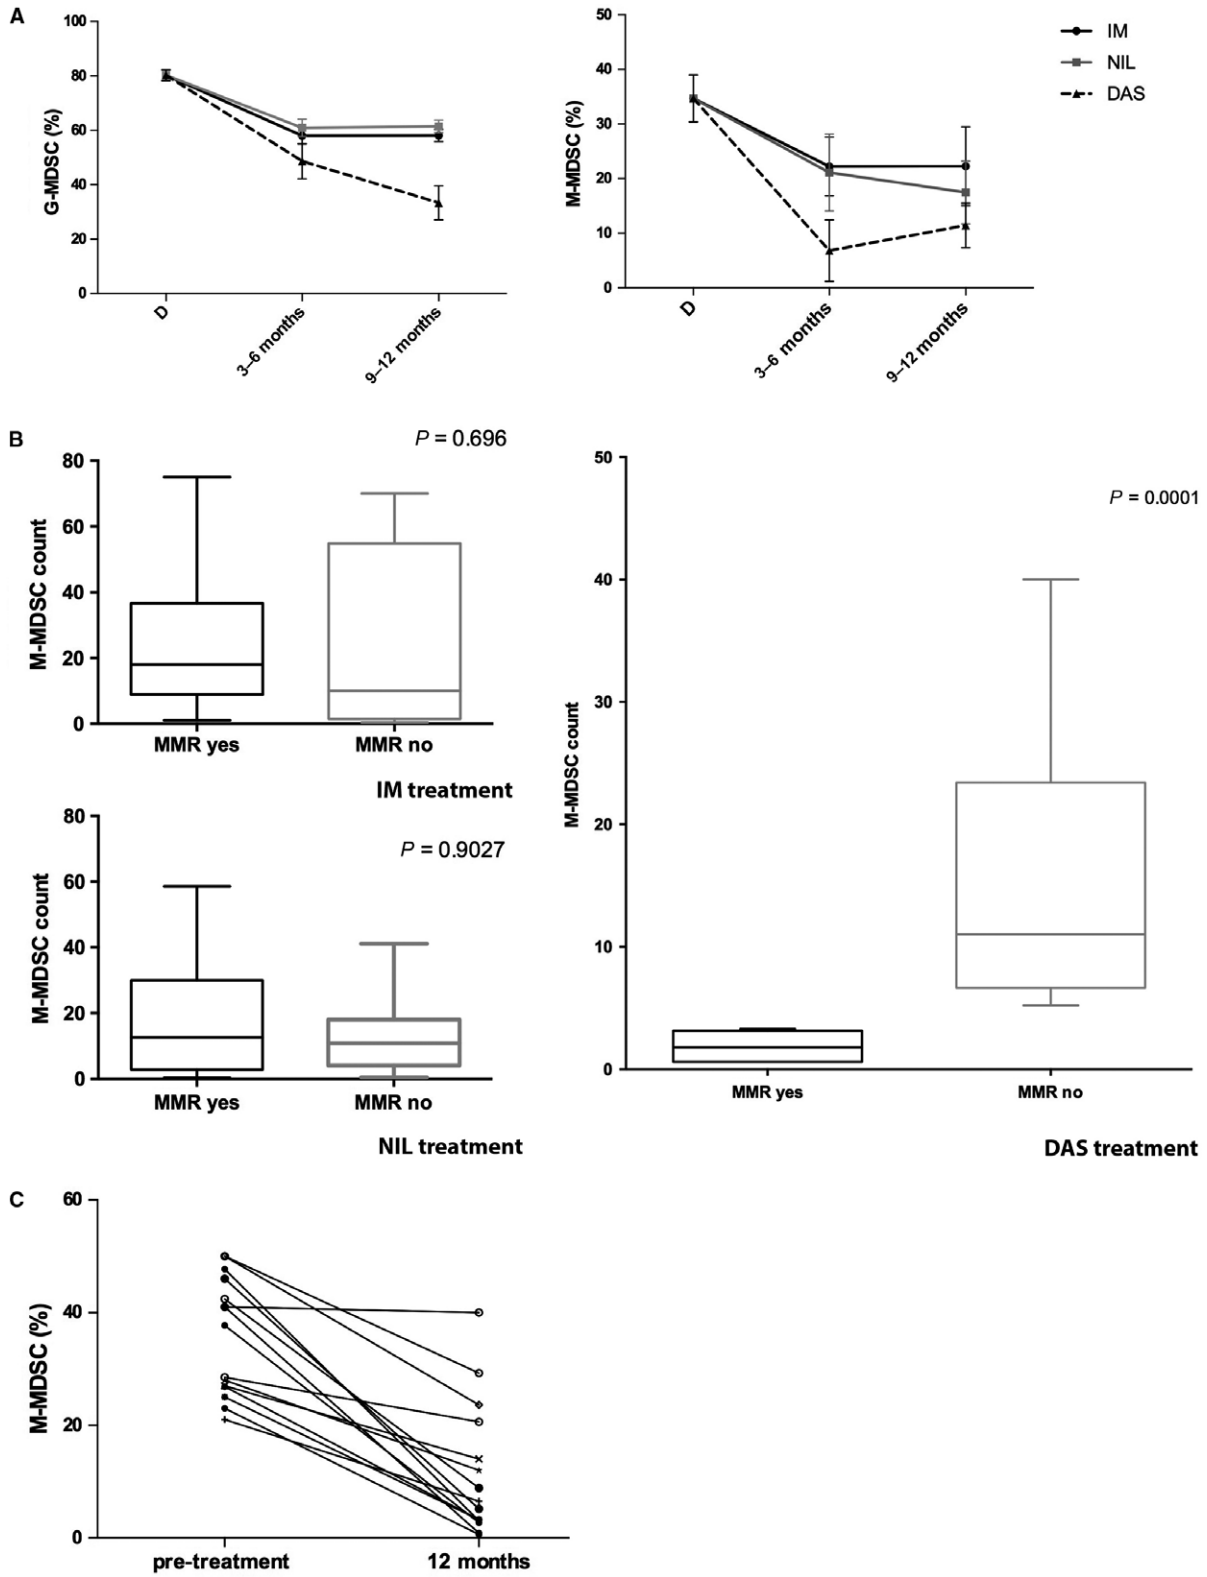 A
G-MDSC (%)
100
80
60
40
20
0
D
3–6 months
9–12 months
M-MDSC (%)
50
40
30
20
10
0
D
3–6 months
9–12 months
IM
NIL
DAS
B
P = 0.696
M-MDSC count
80
60
40
20
0
MMR yes
MMR no
IM treatment
P = 0.9027
M-MDSC count
80
60
40
20
0
MMR yes
MMR no
NIL treatment
P = 0.0001
M-MDSC count
50
40
30
20
10
0
MMR yes
MMR no
DAS treatment
C
M-MDSC (%)
60
40
20
0
pre-treatment
12 months